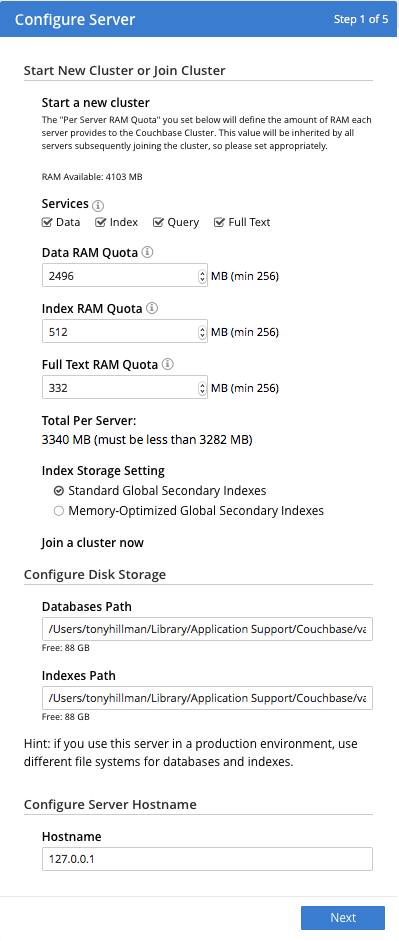 Configure Server
Step 1 of 5
Start New Cluster or Join Cluster
Start a new cluster
The "Per Server RAM Quota" you set below will define the amount of RAM each
server provides to the Couchbase Cluster. This value will be inherited by all
servers subsequently joining the cluster, so please set appropriately.
RAM Available: 4103 MB
Services
Data Index Query Full Text
Data RAM Quota
2496 MB (min 256)
Index RAM Quota
512 MB (min 256)
Full Text RAM Quota
332 MB (min 256)
Total Per Server:
3340 MB (must be less than 3282 MB)
Index Storage Setting
Standard Global Secondary Indexes
Memory-Optimized Global Secondary Indexes
Join a cluster now
Configure Disk Storage
Databases Path
/Users/tonyhillman/Library/Application Support/Couchbase/va
Free: 88 GB
Indexes Path
/Users/tonyhillman/Library/Application Support/Couchbase/va
Free: 88 GB
Hint: if you use this server in a production environment, use
different file systems for databases and indexes.
Configure Server Hostname
Hostname
127.0.0.1
Next